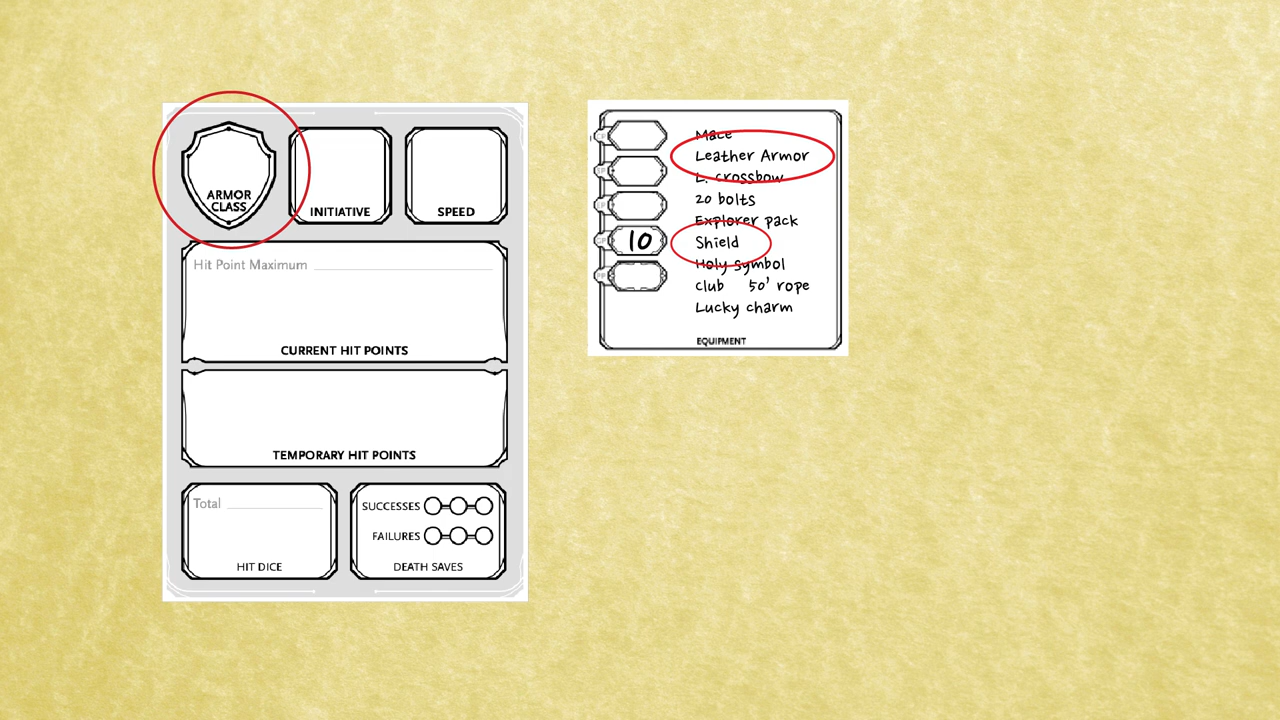 ARMOR
CLASS
INITIATIVE
SPEED
Hit Point Maximum
CURRENT HIT POINTS
TEMPORARY HIT POINTS
Total
HIT DICE
SUCCESSES
FAILURES
DEATH SAVES
Mace
Leather Armor
L. crossbow
20 bolts
Explorer pack
10 Shield
Holy symbol
club 50' rope
Lucky charm
EQUIPMENT